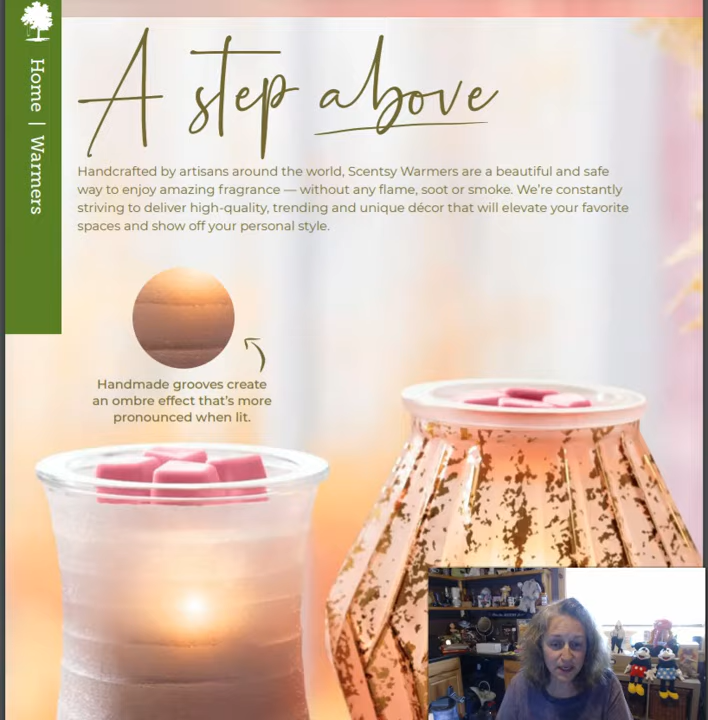 Home | Warmers
A step above
Handcrafted by artisans around the world, Scentsy Warmers are a beautiful and safe
way to enjoy amazing fragrance — without any flame, soot or smoke. We're constantly
striving to deliver high-quality, trending and unique décor that will elevate your favorite
spaces and show off your personal style.
Handmade grooves create
an ombre effect that's more
pronounced when lit.